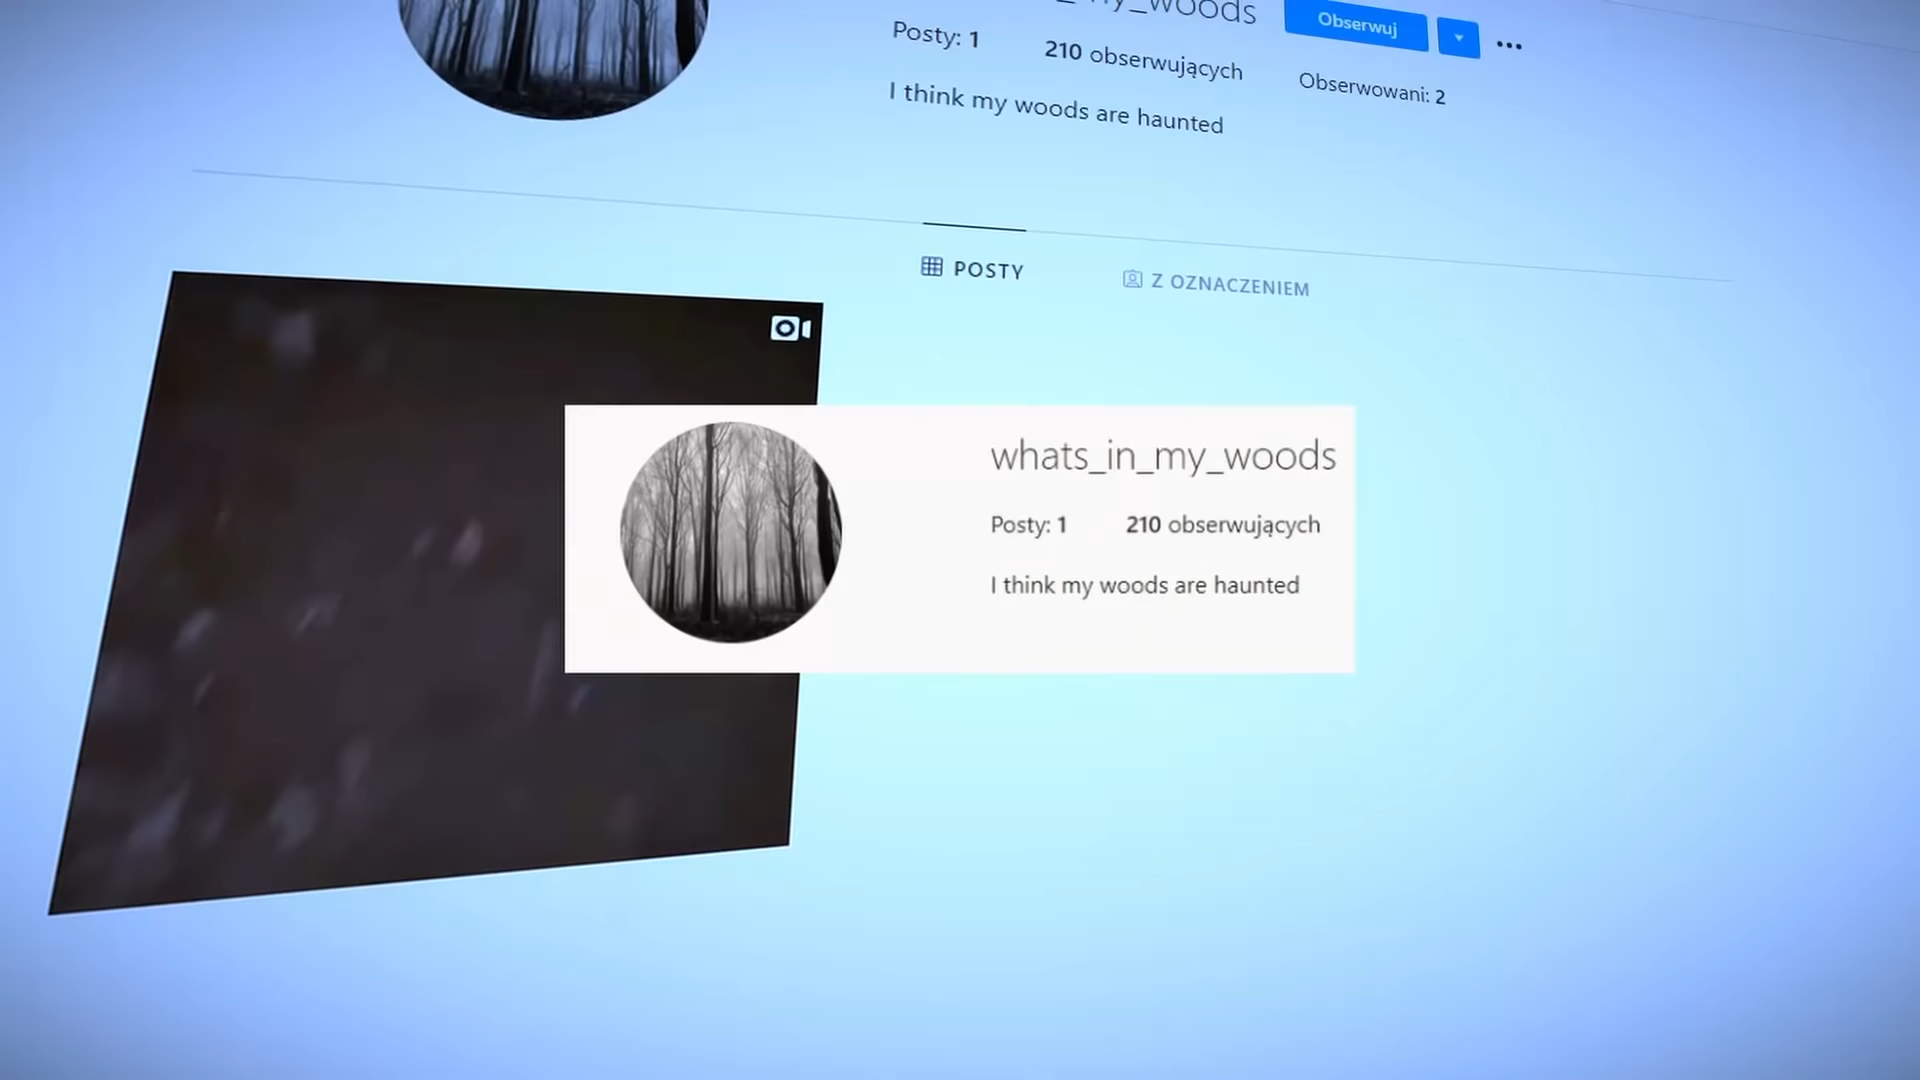 Obserwuj
Posty: 1 210 obserwujących Obserwowani: 2
I think my woods are haunted
POSTY Z OZNACZENIEM
whats_in_my_woods
Posty: 1 210 obserwujących
I think my woods are haunted